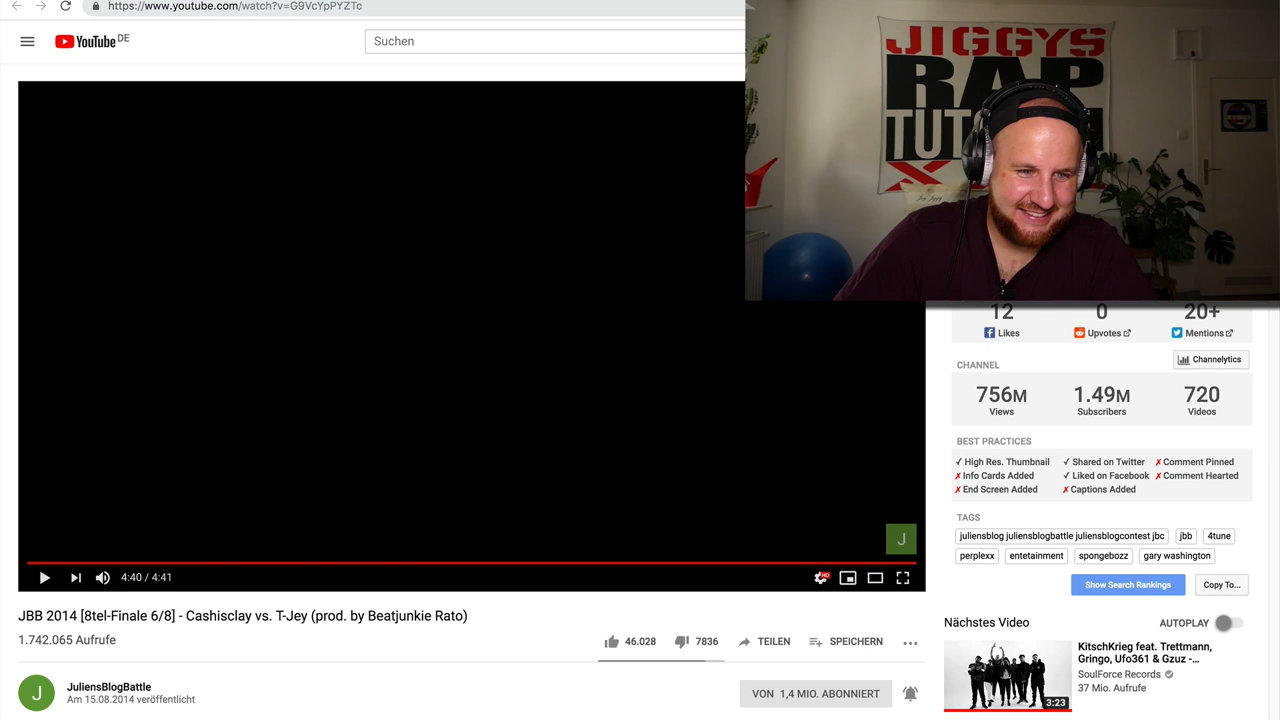 https://www.youtube.com/watch?v=G9VcYpPYZTc
YouTube DE
Suchen
JIGGYS
RAP
12
0
20+
Likes
Upvotes
Mentions
CHANNEL
Channelytics
756M
1.49M
720
Views
Subscribers
Videos
BEST PRACTICES
✓ High Res. Thumbnail
✓ Shared on Twitter
✗ Comment Pinned
✗ Info Cards Added
✓ Liked on Facebook
✗ Comment Hearted
✗ End Screen Added
✗ Captions Added
TAGS
juliensblog juliensblogbattle juliensblogcontest jbc
jbb
4tune
perplexx
entetainment
spongebozz
gary washington
Show Search Rankings
Copy To...
J
4:40 / 4:41
HD
JBB 2014 [8tel-Finale 6/8] - Cashisclay vs. T-Jey (prod. by Beatjunkie Rato)
1.742.065 Aufrufe
46.028
7836
TEILEN
SPEICHERN
J
JuliensBlogBattle
Am 15.08.2014 veröffentlicht
VON 1,4 MIO. ABONNIERT
Nächstes Video
AUTOPLAY
KitschKrieg feat. Trettmann,
Gringo, Ufo361 & Gzuz -...
SoulForce Records
37 Mio. Aufrufe
3:23